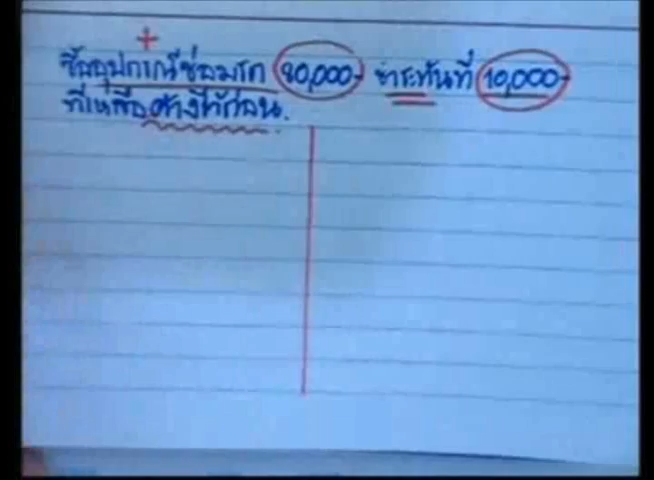 +
ซื้ออุปกรณ์ซ่อมรถ 80,000- ชำระทันที 10,000-
ที่เหลือค้างไว้ก่อน.